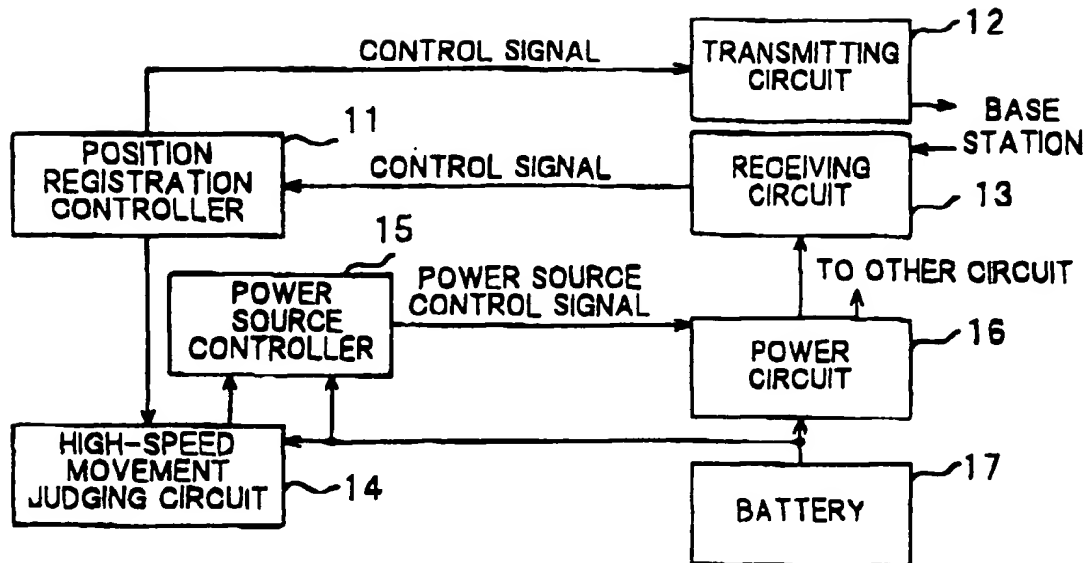 12
CONTROL SIGNAL
TRANSMITTING
CIRCUIT
BASE
STATION
11
POSITION
REGISTRATION
CONTROLLER
CONTROL SIGNAL
RECEIVING
CIRCUIT
13
15
POWER
SOURCE
CONTROLLER
POWER SOURCE
CONTROL SIGNAL
TO OTHER CIRCUIT
16
POWER
CIRCUIT
HIGH-SPEED
MOVEMENT
JUDGING CIRCUIT
14
17
BATTERY